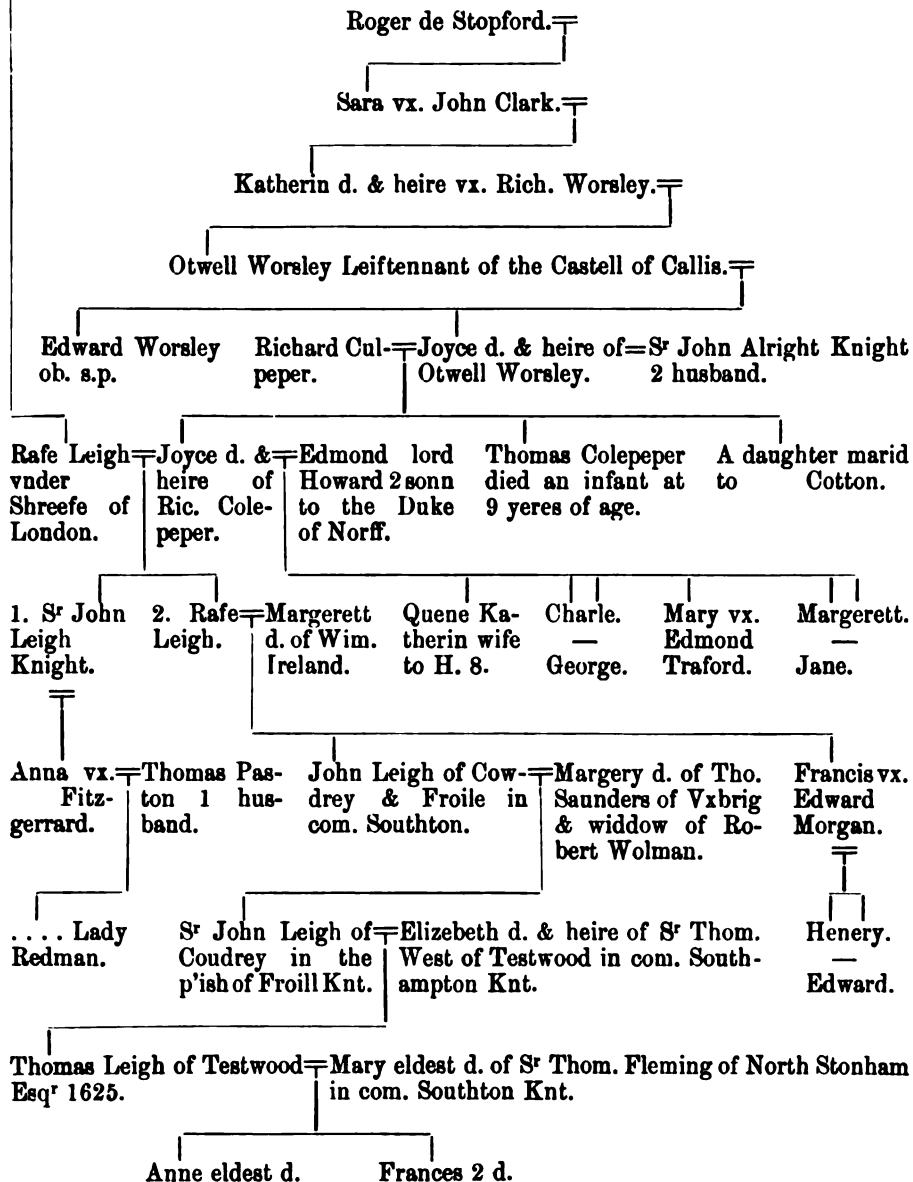 Roger de Stopford.
Sara vx. John Clark.
Katherin d. & heire vx. Rich. Worsley.
Otwell Worsley Leiftennant of the Castell of Callis.
Edward Worsley
ob. s.p.
Richard Cul-
peper.
Joyce d. & heire of
Otwell Worsley.
Sr John Alright Knight
2 husband.
Rafe Leigh
vnder
Shreefe of
London.
Joyce d. &
heire of
Ric. Cole-
peper.
Edmond lord
Howard 2 sonn
to the Duke
of Norff.
Thomas Colepeper
died an infant at
9 yeres of age.
A daughter marid
to Cotton.
1. Sr John
Leigh
Knight.
2. Rafe
Leigh.
Margerett
d. of Wim.
Ireland.
Quene Ka-
therin wife
to H. 8.
Charle.
—
George.
Mary vx.
Edmond
Traford.
Margerett.
—
Jane.
Anna vx.
Fitz-
gerrard.
Thomas Pas-
ton 1 hus-
band.
John Leigh of Cow-
drey & Froile in
com. Southton.
Margery d. of Tho.
Saunders of Vxbrig
& widdow of Ro-
bert Wolman.
Francis vx.
Edward
Morgan.
.... Lady
Redman.
Sr John Leigh of
Coudrey in the
p'ish of Froill Knt.
Elizebeth d. & heire of Sr Thom.
West of Testwood in com. South-
ampton Knt.
Henery.
—
Edward.
Thomas Leigh of Testwood
Esqr 1625.
Mary eldest d. of Sr Thom. Fleming of North Stonham
in com. Southton Knt.
Anne eldest d.
Frances 2 d.